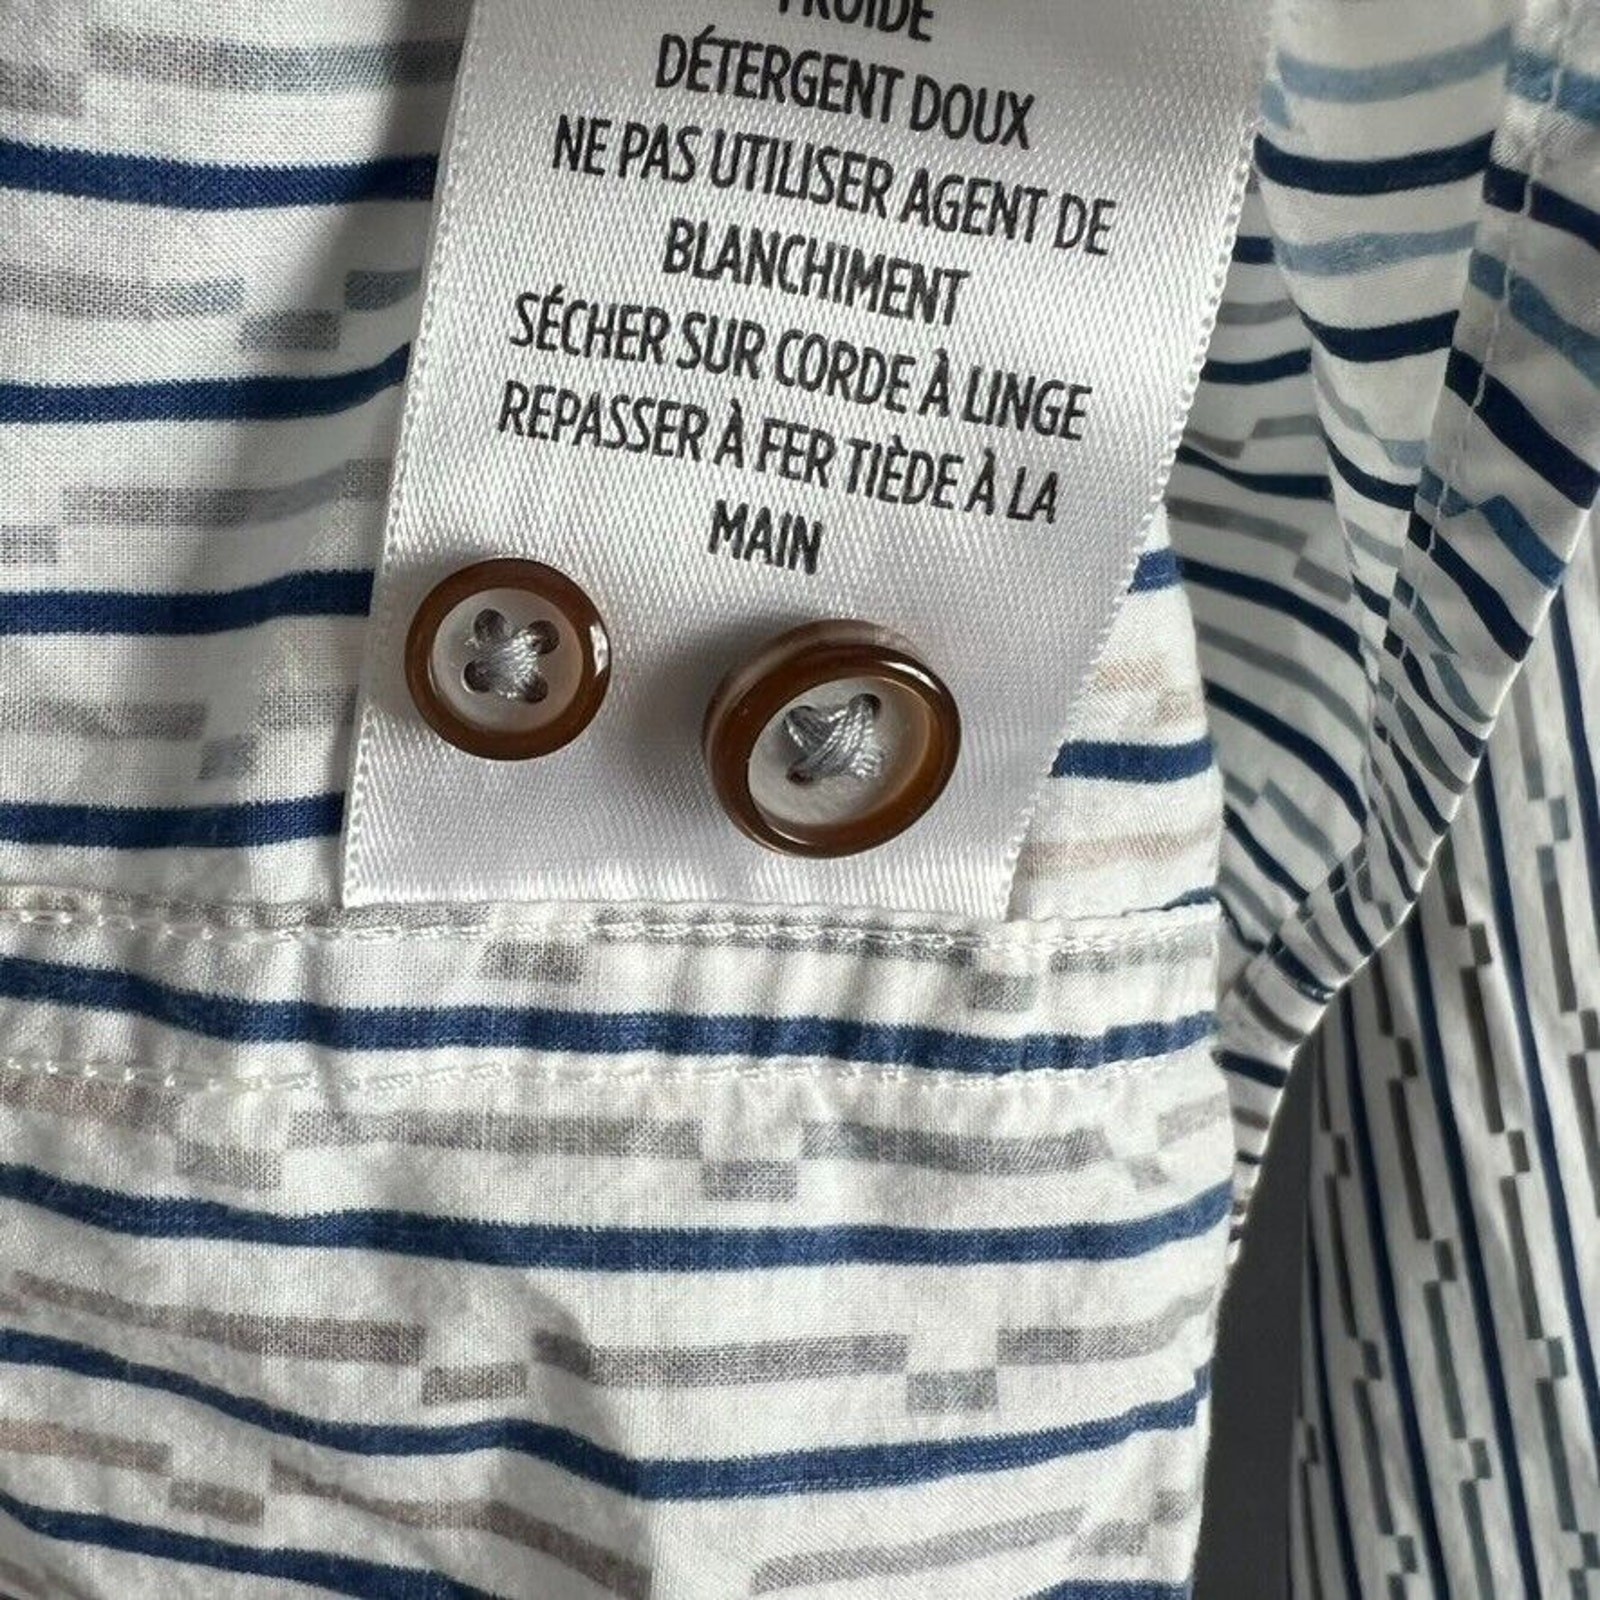 FROIDE
DÉTERGENT DOUX
NE PAS UTILISER AGENT DE
BLANCHIMENT
SÉCHER SUR CORDE À LINGE
REPASSER À FER TIÈDE À LA
MAIN